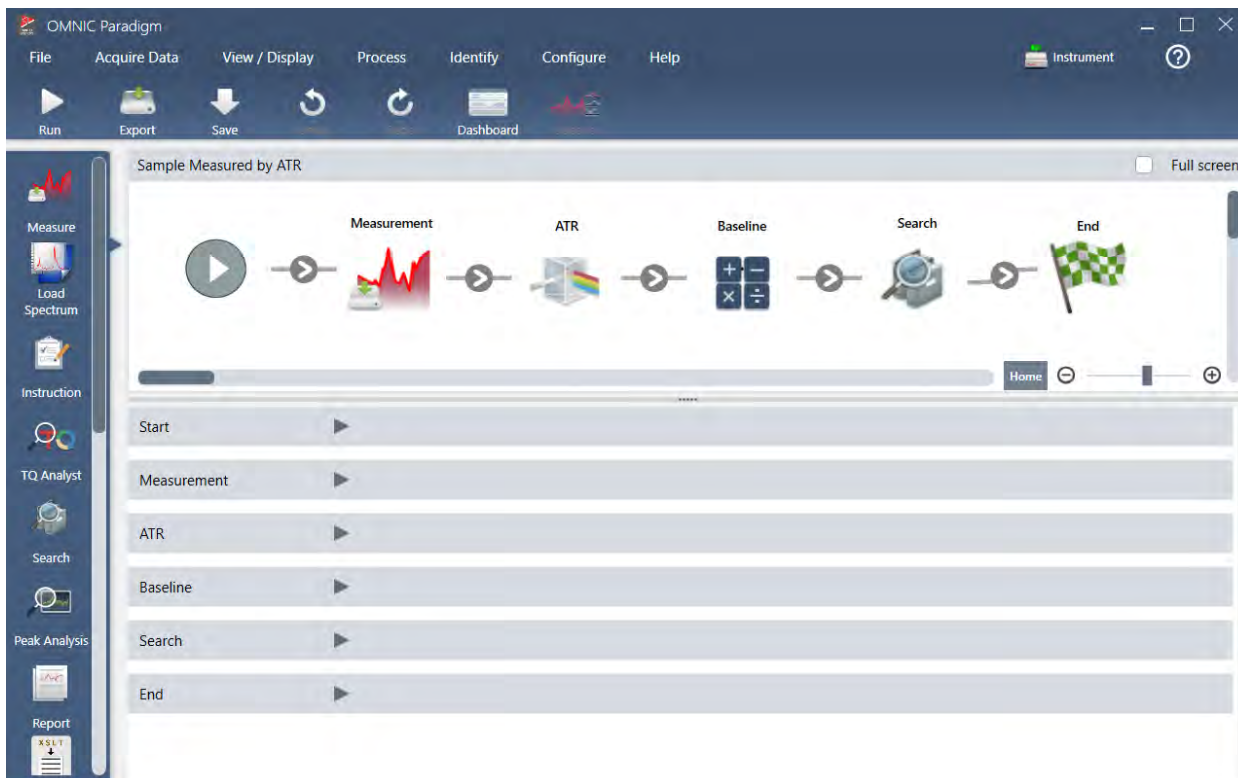 OMNIC Paradigm
File Acquire Data View / Display Process Identify Configure Help Instrument
Run Export Save Dashboard
Sample Measured by ATR Full screen
Measure
Load
Spectrum
Instruction
TQ Analyst
Search
Peak Analysis
Report
XSLT
Measurement ATR Baseline Search End
Home
Start
Measurement
ATR
Baseline
Search
End